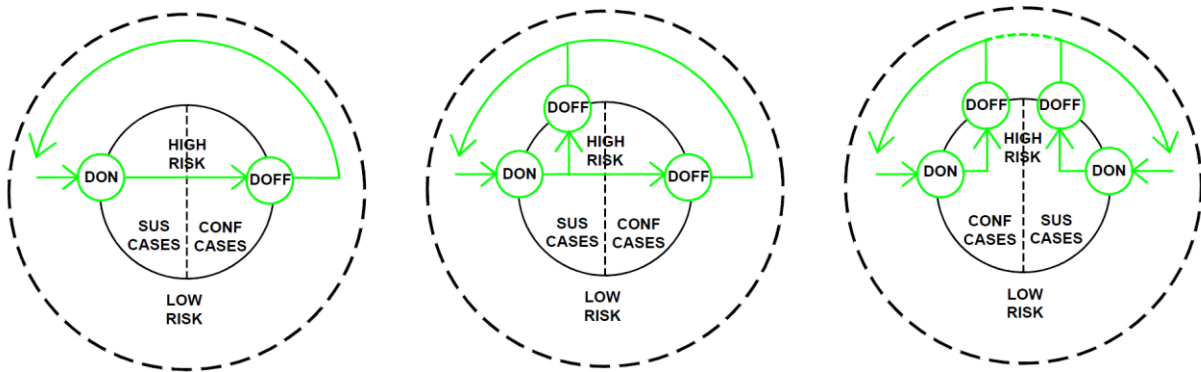 HIGH
RISK
DON
DOFF
SUS
CASES
CONF
CASES
LOW
RISK
DOFF
HIGH
RISK
DON
DOFF
SUS
CASES
CONF
CASES
LOW
RISK
DOFF
DOFF
HIGH
RISK
DON
DON
CONF
CASES
SUS
CASES
LOW
RISK